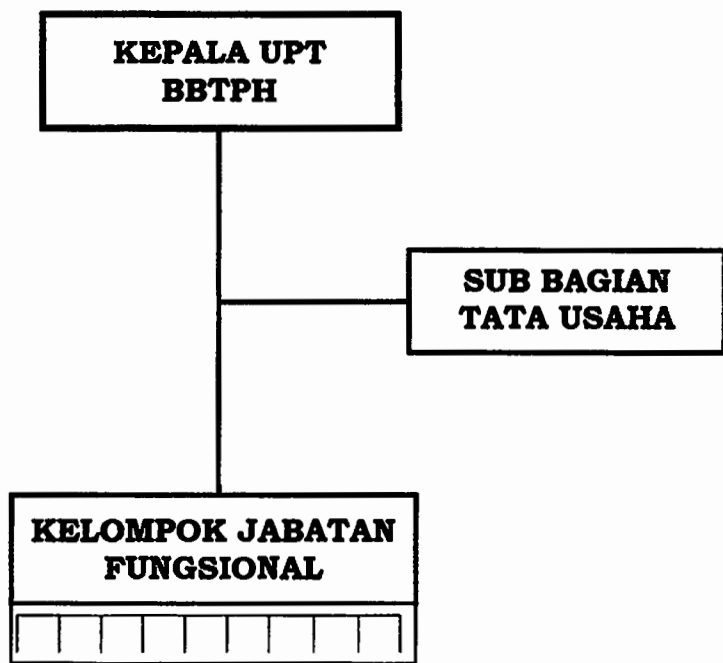 KEPALA UPT
BBTPH
SUB BAGIAN
TATA USAHA
KELOMPOK JABATAN
FUNGSIONAL